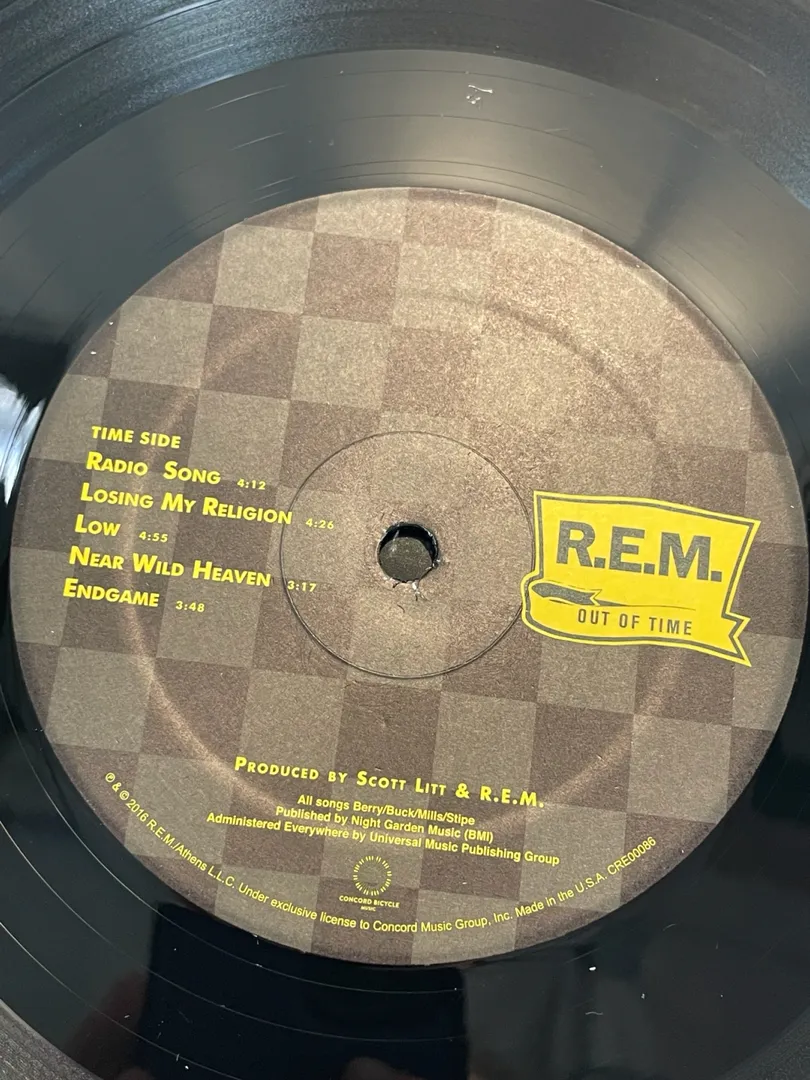 TIME SIDE
RADIO SONG 4:12
LOSING MY RELIGION 4:26
LOW 4:55
NEAR WILD HEAVEN 3:17
ENDGAME 3:48
R.E.M.
OUT OF TIME
PRODUCED BY SCOTT LITT & R.E.M.
All songs Berry/Buck/Mills/Stipe
Published by Night Garden Music (BMI)
Administered Everywhere by Universal Music Publishing Group
CONCORD BICYCLE
MUSIC
℗ & © 2016 R.E.M./Athens L.L.C. Under exclusive license to Concord Music Group, Inc. Made in the U.S.A. CRE00086